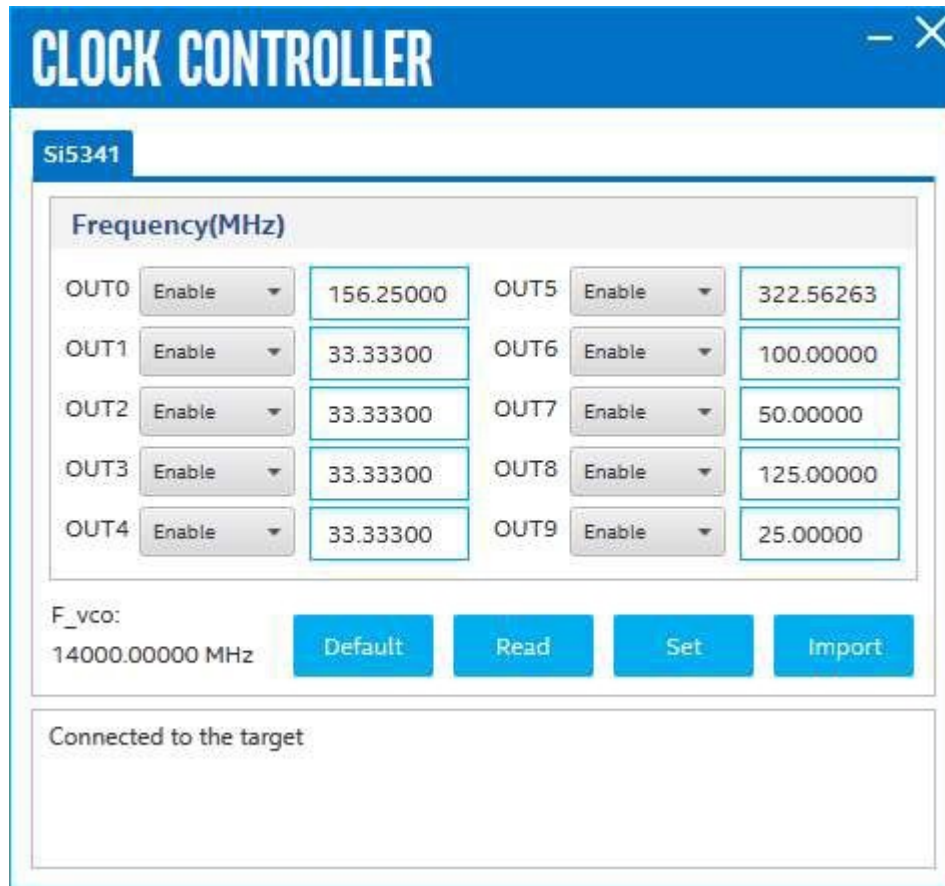 CLOCK CONTROLLER
Si5341
Frequency(MHz)
OUT0 Enable 156.25000 OUT5 Enable 322.56263
OUT1 Enable 33.33300 OUT6 Enable 100.00000
OUT2 Enable 33.33300 OUT7 Enable 50.00000
OUT3 Enable 33.33300 OUT8 Enable 125.00000
OUT4 Enable 33.33300 OUT9 Enable 25.00000
F_vco:
14000.00000 MHz Default Read Set Import
Connected to the target